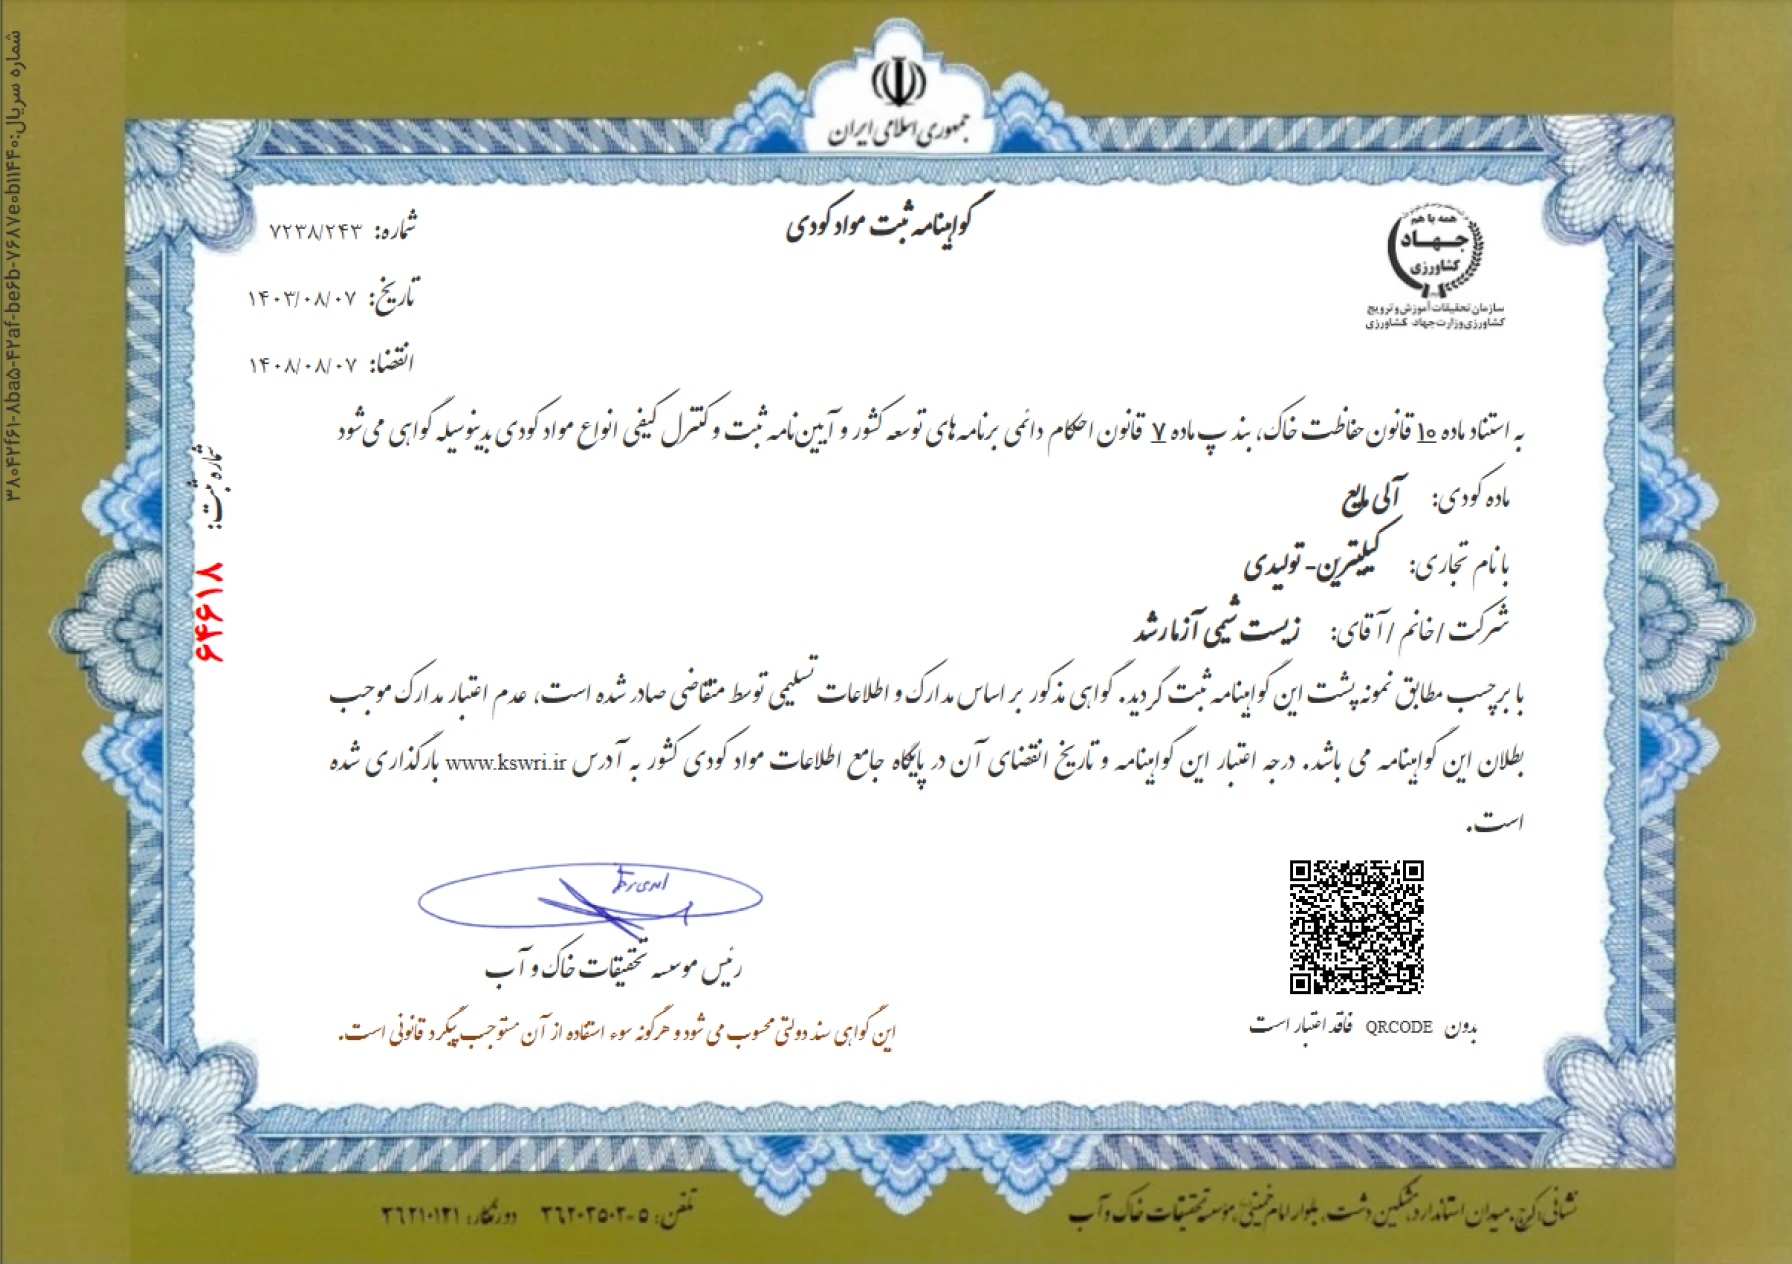 جمهوری اسلامی ایران
همه با هم
جهاد
کشاورزی
سازمان تحقیقات آموزش و ترویج
کشاورزی وزارت جهاد کشاورزی
گواهینامه ثبت مواد کودی
شماره: ۷۲۳۸/۲۴۳
تاریخ: ۱۴۰۳/۰۸/۰۷
انقضا: ۱۴۰۸/۰۸/۰۷
به استناد ماده ۱۰ قانون حفاظت خاک، بند پ ماده ۷ قانون احکام دائمی برنامه های توسعه کشور و آیین نامه ثبت و کنترل کیفی انواع مواد کودی بدینوسیله گواهی می شود
ماده کودی: آلی مایع
با نام تجاری: کیلیترین- تولیدی
شرکت /خانم /آقای: زیست شیمی آزما رشد
با برچسب مطابق نمونه پشت این گواهینامه ثبت گردید. گواهی مذکور بر اساس مدارک و اطلاعات تسلیمی توسط متقاضی صادر شده است، عدم اعتبار مدارک موجب
بطلان این گواهینامه می باشد. درجه اعتبار این گواهینامه و تاریخ انقضای آن در پایگاه جامع اطلاعات مواد کودی کشور به آدرس www.kswri.ir بارگذاری شده
است.
رئیس موسسه تحقیقات خاک و آب
این گواهی سند دولتی محسوب می شود و هرگونه سوء استفاده از آن مستوجب پیگرد قانونی است.
بدون QRCODE فاقد اعتبار است
شماره ثبت: ۶۴۶۱۸
شماره سریال: ۳۸۰۴۲f۶۱-۸ba۵-۴۲af-be۶b-۷۶۸۷e۰b۱۱۴۴۰
نشانی: کرج، میدان استاندارد، مشکین دشت، بلوار امام خمینی، موسسه تحقیقات خاک و آب
تلفن: ۵-۳۶۲۰۳۵۰۲ دورنگار: ۳۶۲۱۰۱۲۱